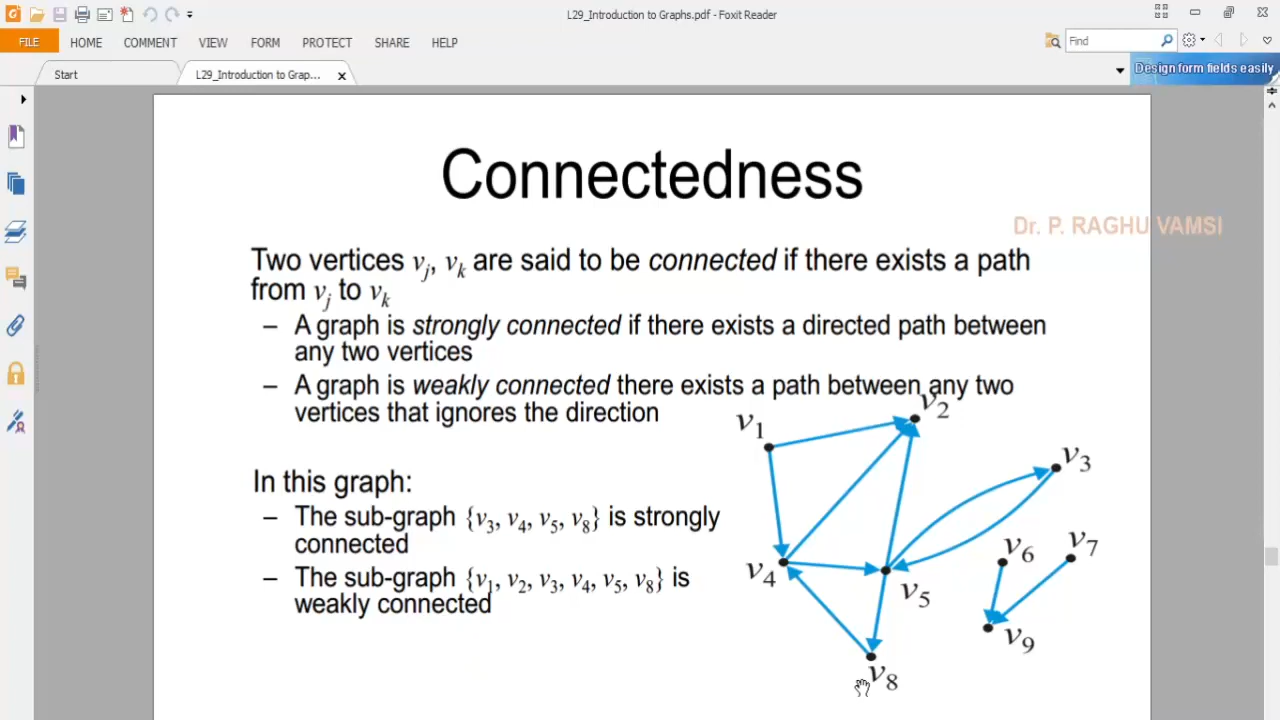 L29_Introduction to Graphs.pdf - Foxit Reader
FILE HOME COMMENT VIEW FORM PROTECT SHARE HELP
Find
Start
L29_Introduction to Grap... x
Design form fields easily
Connectedness
Dr. P. RAGHU VAMSI
Two vertices vj, vk are said to be connected if there exists a path
from vj to vk
– A graph is strongly connected if there exists a directed path between
any two vertices
– A graph is weakly connected there exists a path between any two
vertices that ignores the direction
In this graph:
– The sub-graph {v3, v4, v5, v8} is strongly
connected
– The sub-graph {v1, v2, v3, v4, v5, v8} is
weakly connected
v1
v2
v3
v4
v5
v6
v7
v8
v9